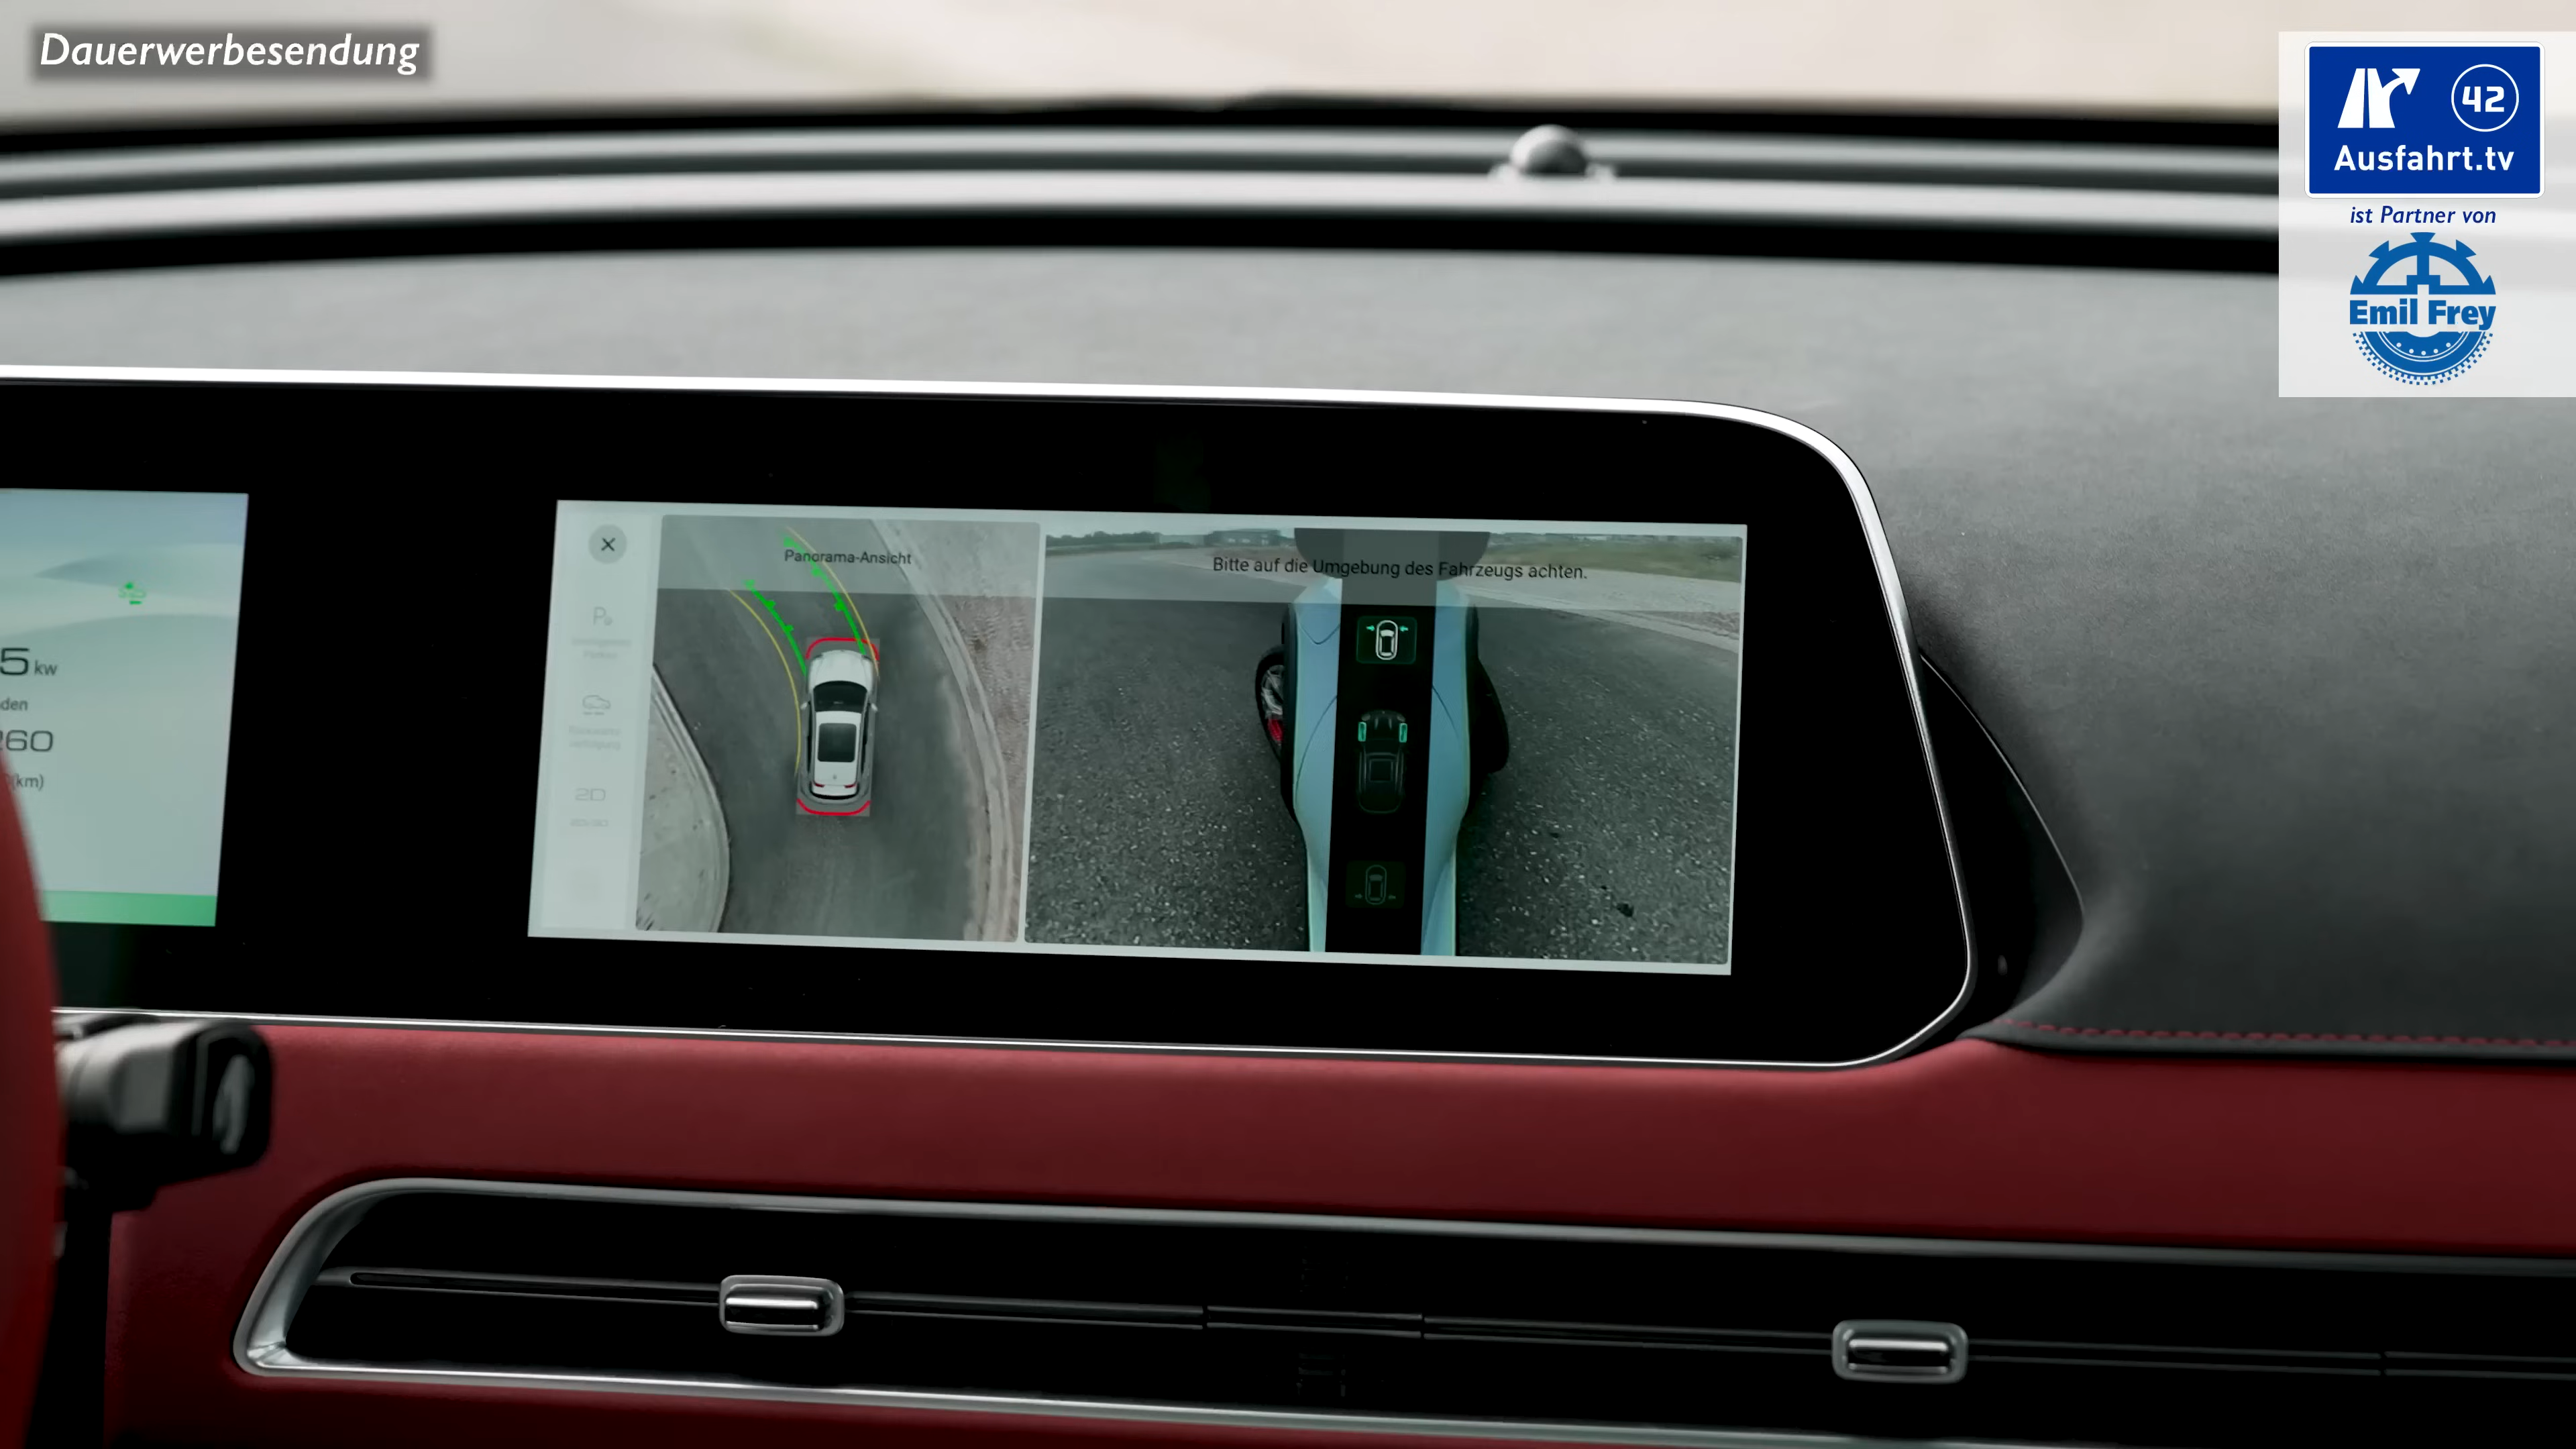 Dauerwerbesendung
42
Ausfahrt.tv
ist Partner von
Emil Frey
Panorama-Ansicht
Bitte auf die Umgebung des Fahrzeugs achten.
5 kw
den
260
(km)
2D